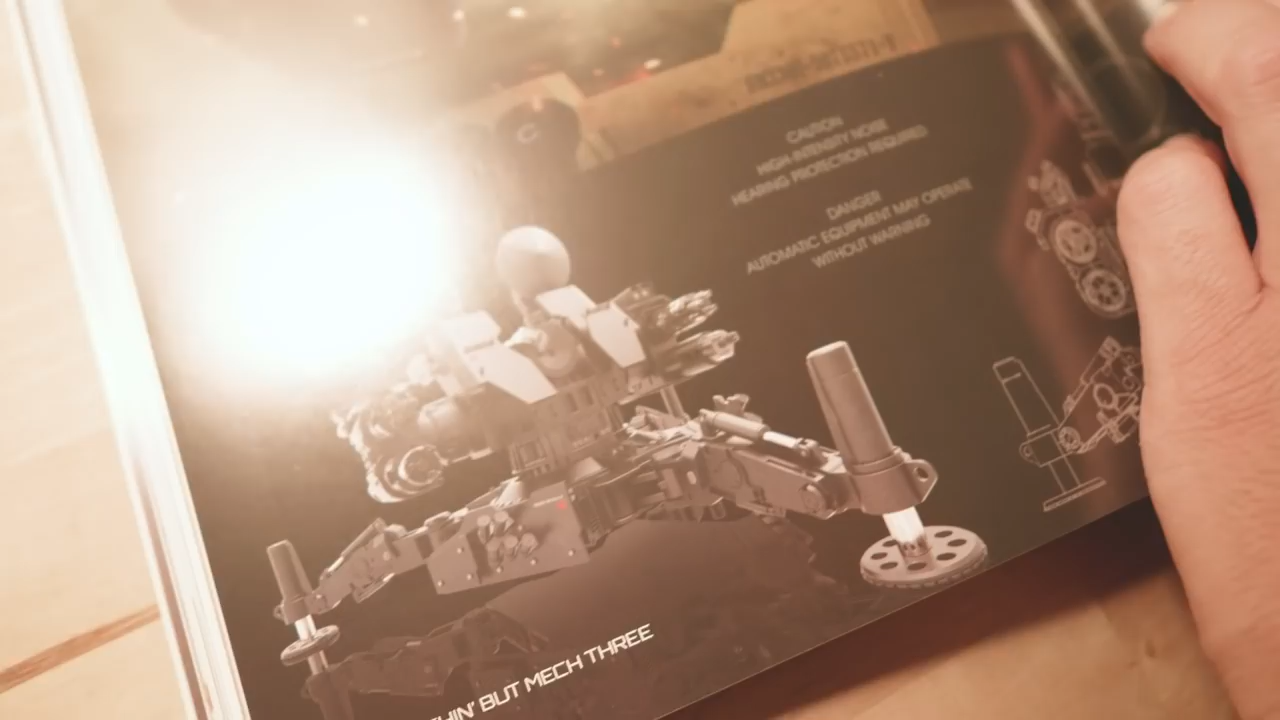 CAUTION
HIGH-INTENSITY NOISE
HEARING PROTECTION REQUIRED
DANGER
AUTOMATIC EQUIPMENT MAY OPERATE
WITHOUT WARNING
BUT MECH THREE